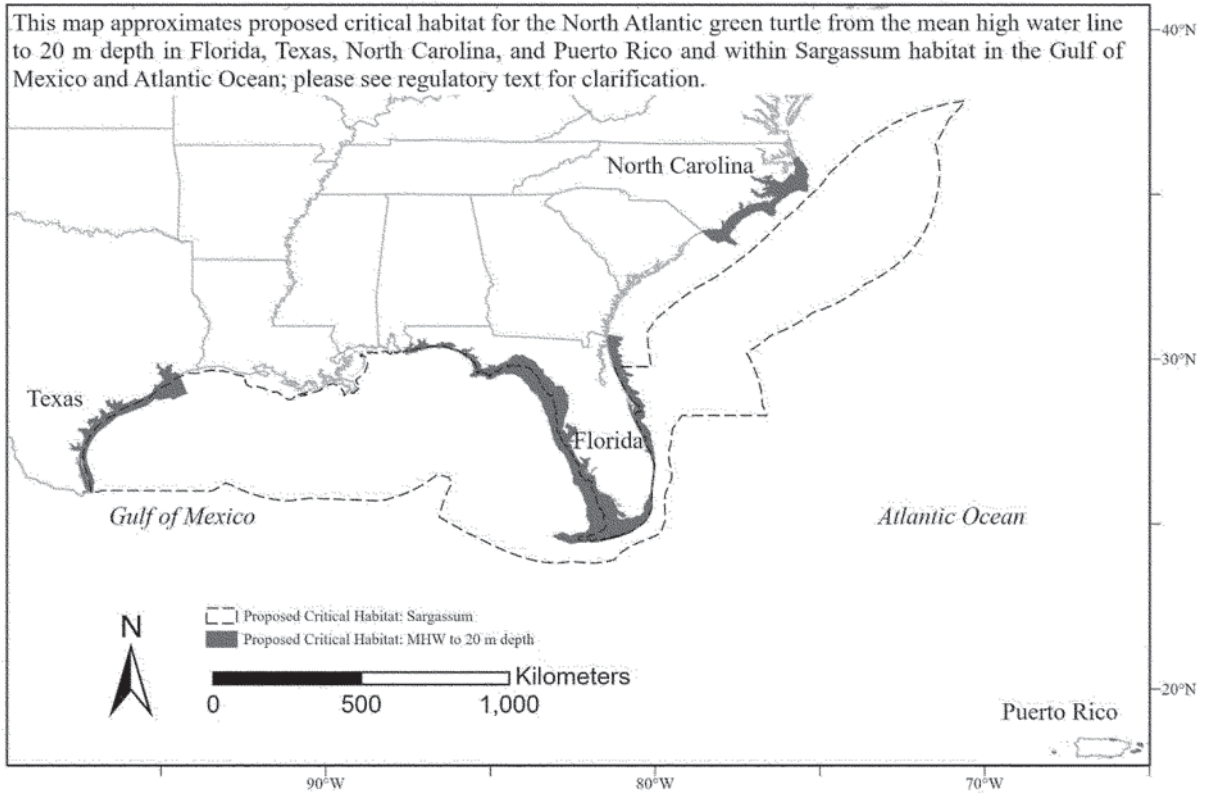 This map approximates proposed critical habitat for the North Atlantic green turtle from the mean high water line
to 20 m depth in Florida, Texas, North Carolina, and Puerto Rico and within Sargassum habitat in the Gulf of
Mexico and Atlantic Ocean; please see regulatory text for clarification.
40°N
North Carolina
30°N
Texas
Florida
Gulf of Mexico
Atlantic Ocean
N
Proposed Critical Habitat: Sargassum
Proposed Critical Habitat: MHW to 20 m depth
Kilometers
0 500 1,000
20°N
Puerto Rico
90°W 80°W 70°W